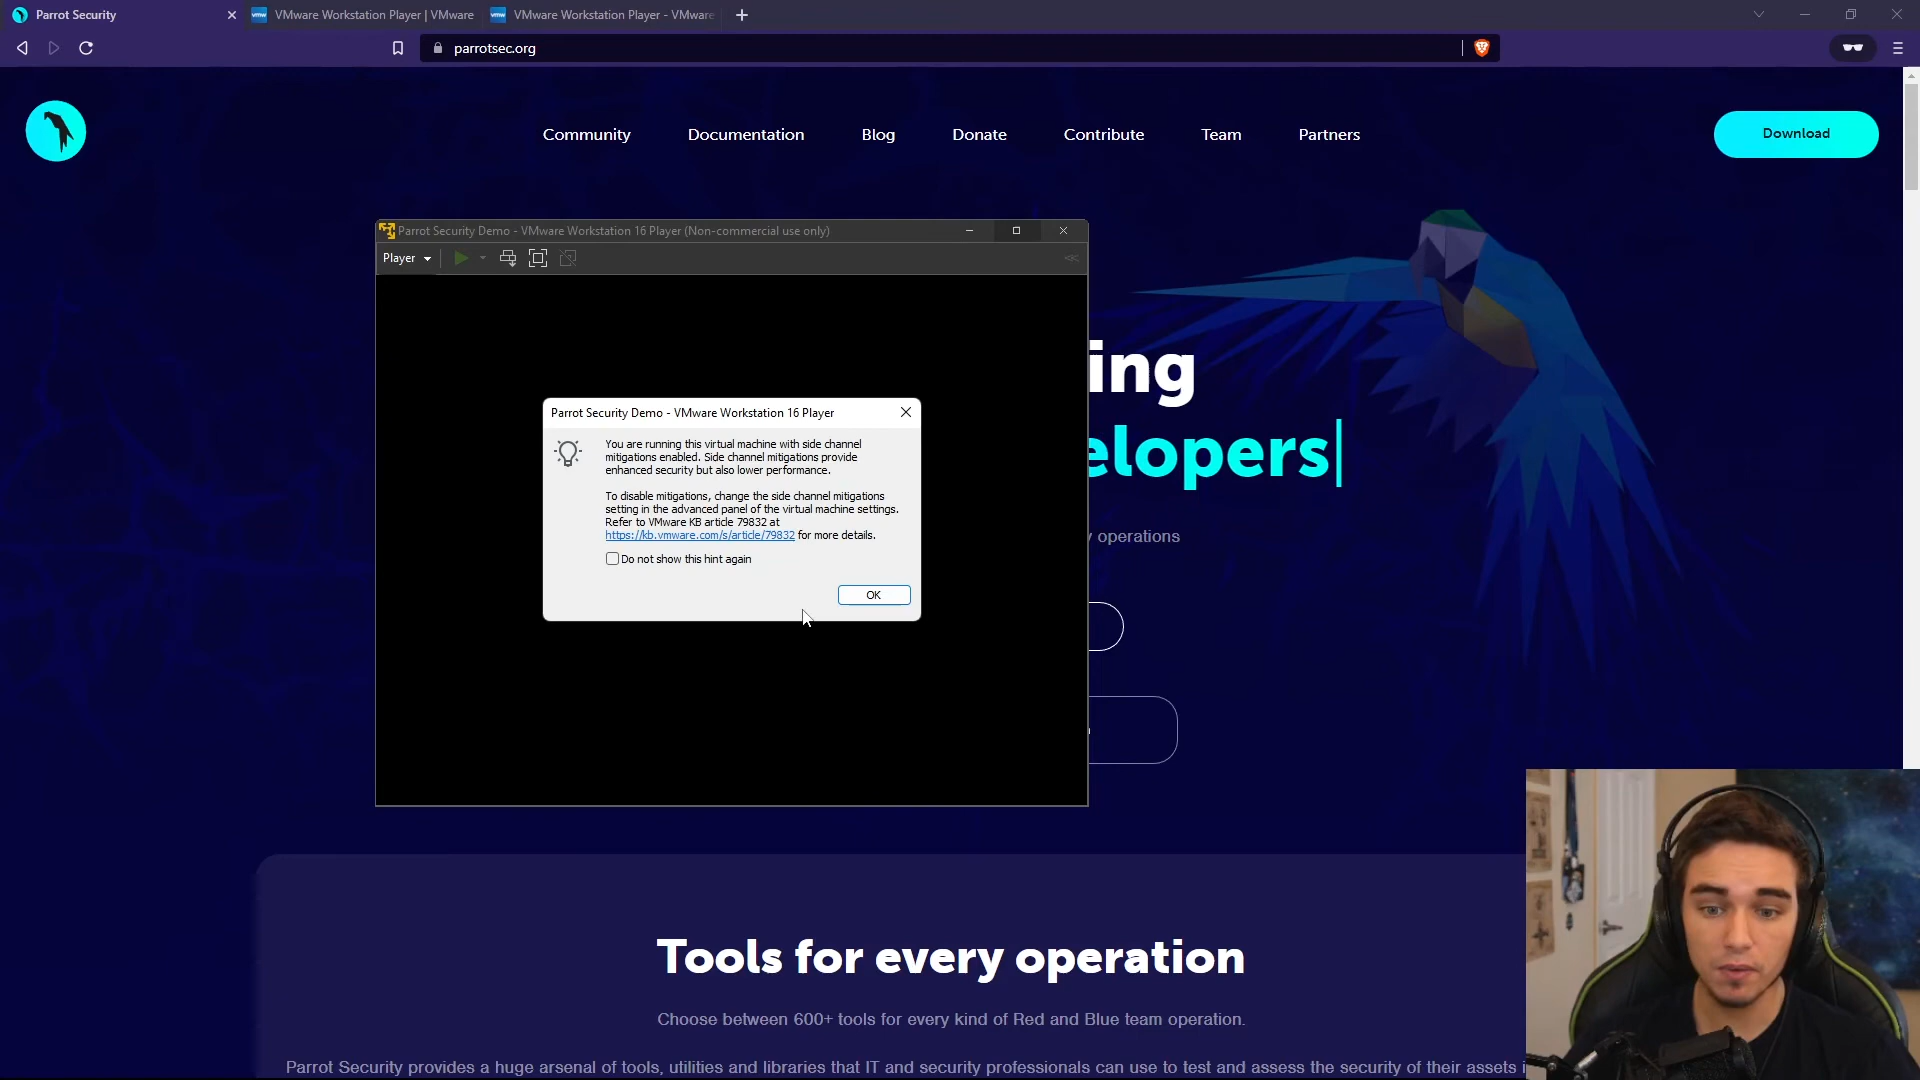 Parrot Security
VMware Workstation Player | VMware
VMware Workstation Player - VMware
parrotsec.org
Community
Documentation
Blog
Donate
Contribute
Team
Partners
Download
Parrot Security Demo - VMware Workstation 16 Player (Non-commercial use only)
Player
ing
elopers
y operations
Parrot Security Demo - VMware Workstation 16 Player
You are running this virtual machine with side channel
mitigations enabled. Side channel mitigations provide
enhanced security but also lower performance.
To disable mitigations, change the side channel mitigations
setting in the advanced panel of the virtual machine settings.
Refer to VMware KB article 79832 at
https://kb.vmware.com/s/article/79832 for more details.
Do not show this hint again
OK
Tools for every operation
Choose between 600+ tools for every kind of Red and Blue team operation.
Parrot Security provides a huge arsenal of tools, utilities and libraries that IT and security professionals can use to test and assess the security of their assets i